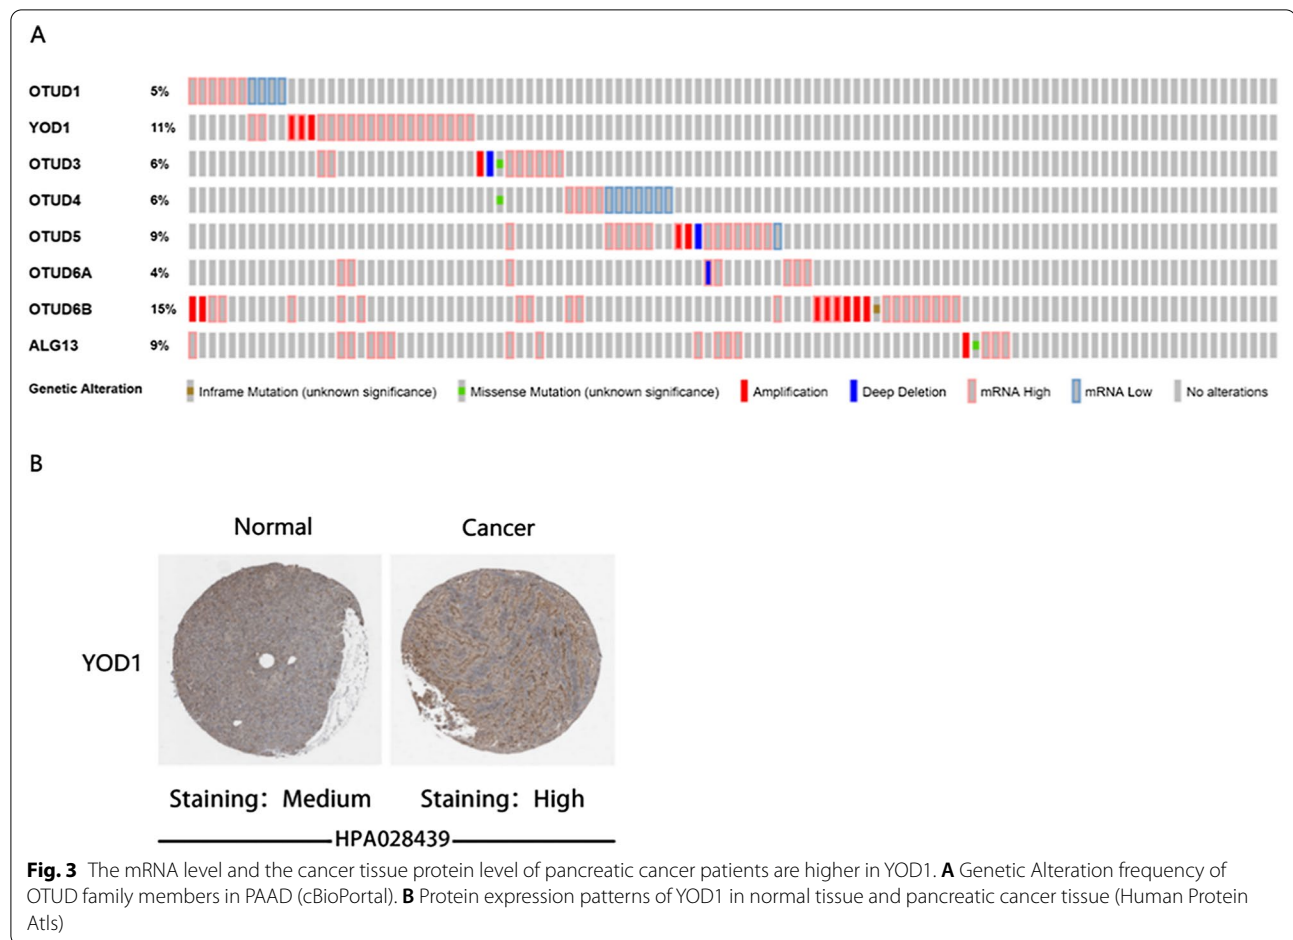 A
OTUD1 5%
YOD1 11%
OTUD3 6%
OTUD4 6%
OTUD5 9%
OTUD6A 4%
OTUD6B 15%
ALG13 9%
Genetic Alteration Inframe Mutation (unknown significance) Missense Mutation (unknown significance) Amplification Deep Deletion mRNA High mRNA Low No alterations
B
Normal Cancer
YOD1
Staining: Medium Staining: High
HPA028439
Fig. 3 The mRNA level and the cancer tissue protein level of pancreatic cancer patients are higher in YOD1. A Genetic Alteration frequency of
OTUD family members in PAAD (cBioPortal). B Protein expression patterns of YOD1 in normal tissue and pancreatic cancer tissue (Human Protein
Atls)